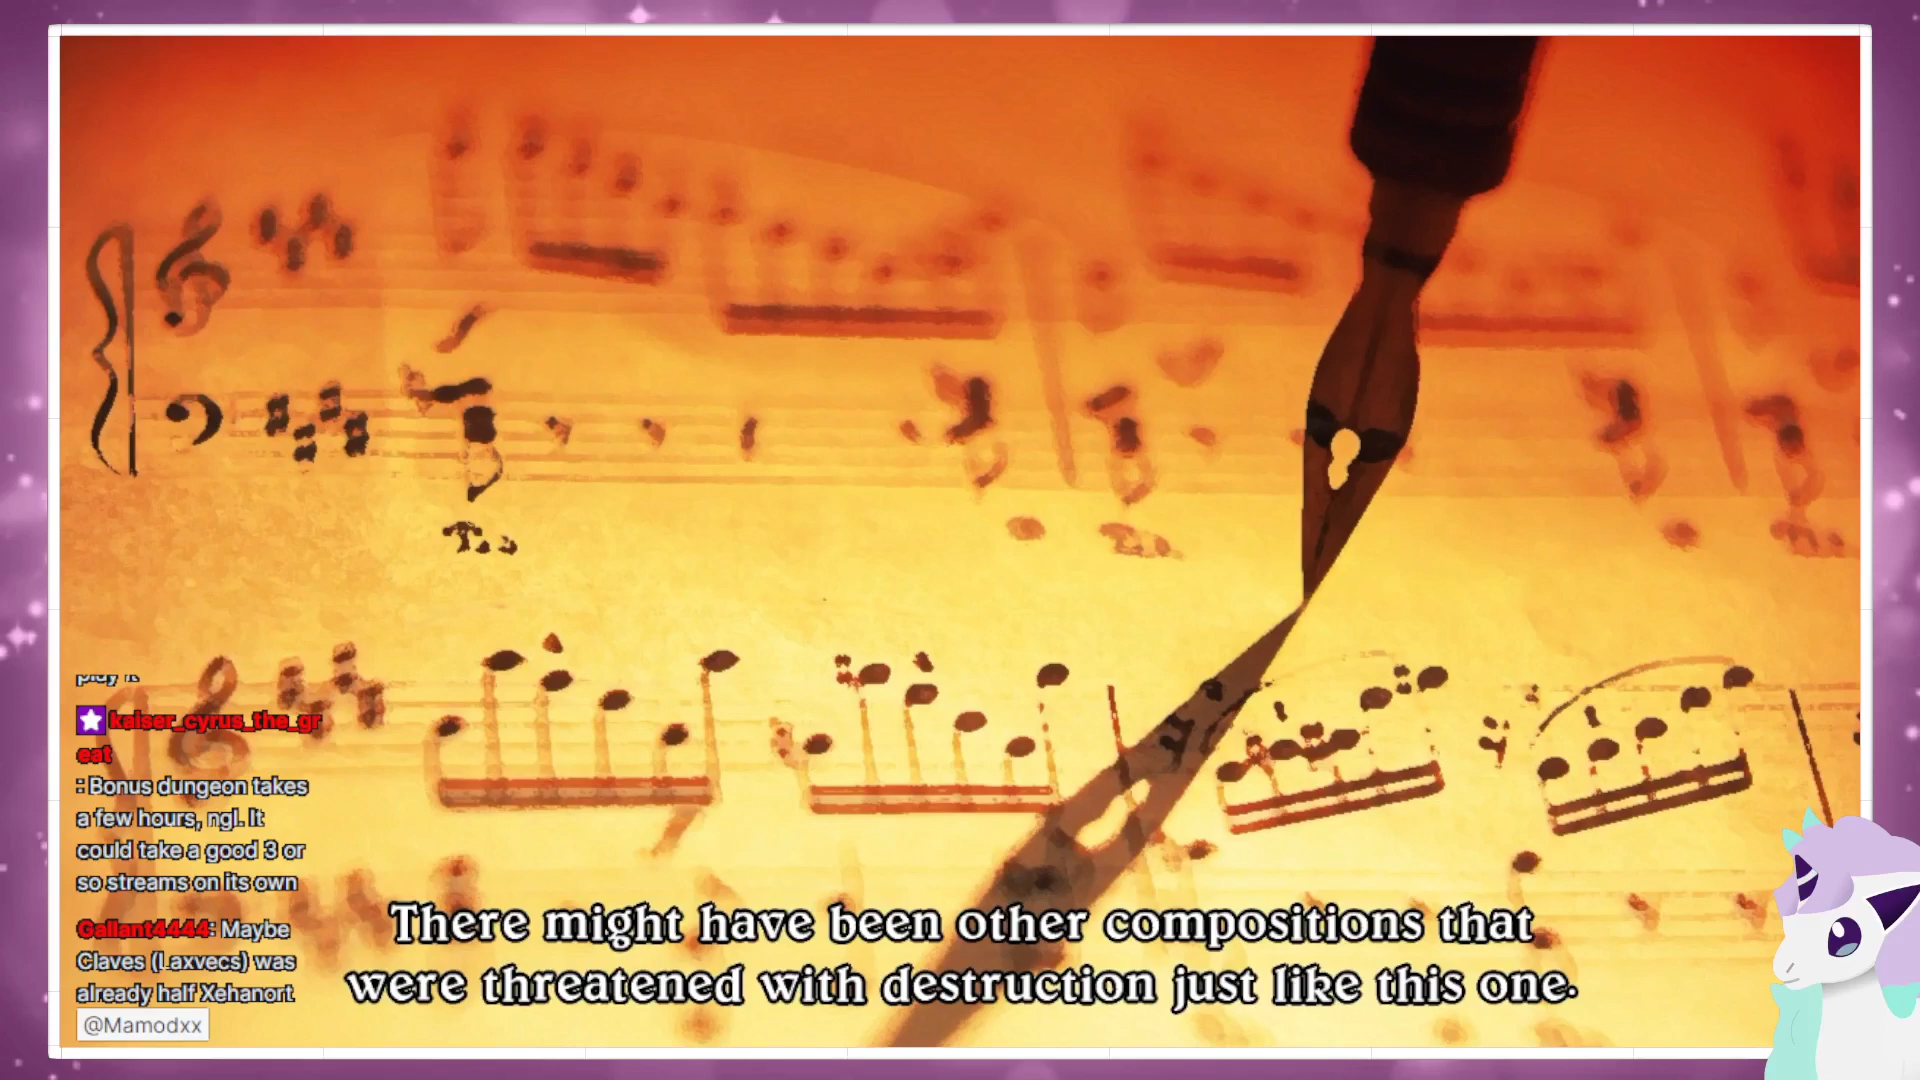 play it
kaiser_cyrus_the_gr
eat
: Bonus dungeon takes
a few hours, ngl. It
could take a good 3 or
so streams on its own
Gallant4444: Maybe
Claves (Laxvecs) was
already half Xehanort
@Mamodxx
There might have been other compositions that
were threatened with destruction just like this one.